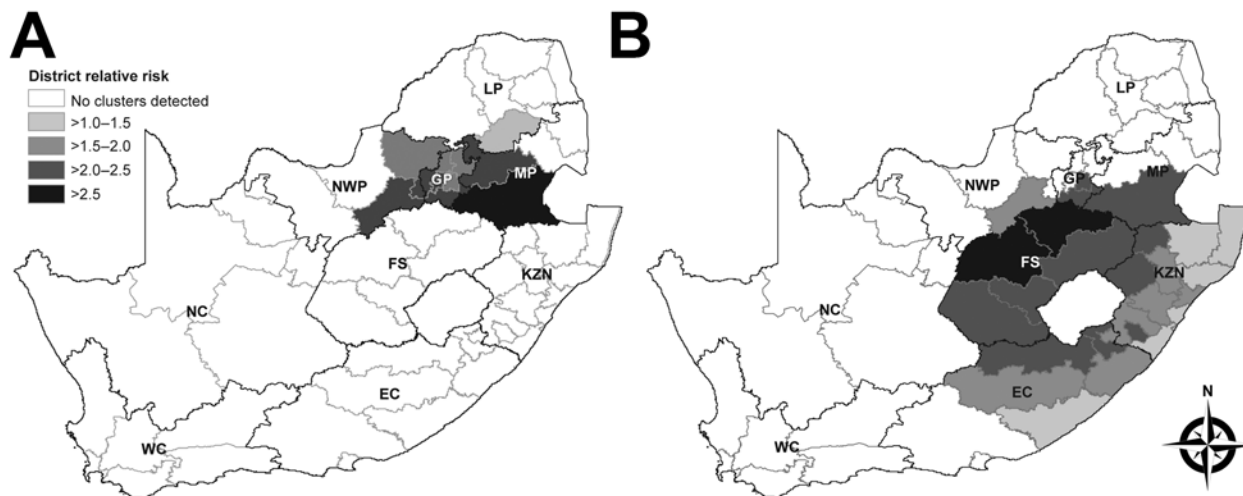 A
B
District relative risk
No clusters detected
>1.0–1.5
>1.5–2.0
>2.0–2.5
>2.5
LP
NWP
GP
MP
FS
KZN
NC
EC
WC
LP
NWP
GP
MP
FS
KZN
NC
EC
WC
N